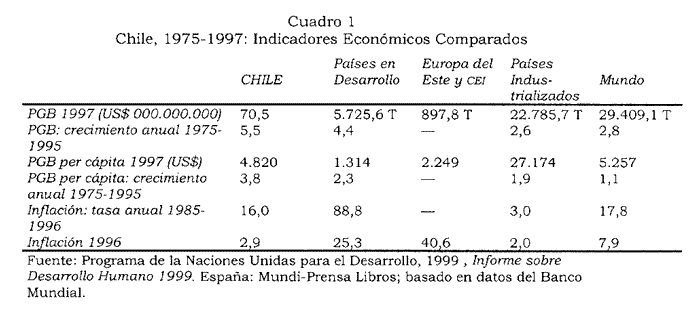 Cuadro 1
Chile, 1975-1997: Indicadores Económicos Comparados
CHILE Países en Desarrollo Europa del Este y CEI Países Indus-trializados Mundo
PGB 1997 (US$ 000.000.000) 70,5 5.725,6 T 897,8 T 22.785,7 T 29.409,1 T
PGB: crecimiento anual 1975- 5,5 4,4 — 2,6 2,8
1995
PGB per cápita 1997 (US$) 4.820 1.314 2.249 27.174 5.257
PGB per cápita: crecimiento 3,8 2,3 — 1,9 1,1
anual 1975-1995
Inflación: tasa anual 1985- 16,0 88,8 — 3,0 17,8
1996
Inflación 1996 2,9 25,3 40,6 2,0 7,9
Fuente: Programa de la Naciones Unidas para el Desarrollo, 1999 , Informe sobre
Desarrollo Humano 1999. España: Mundi-Prensa Libros; basado en datos del Banco
Mundial.